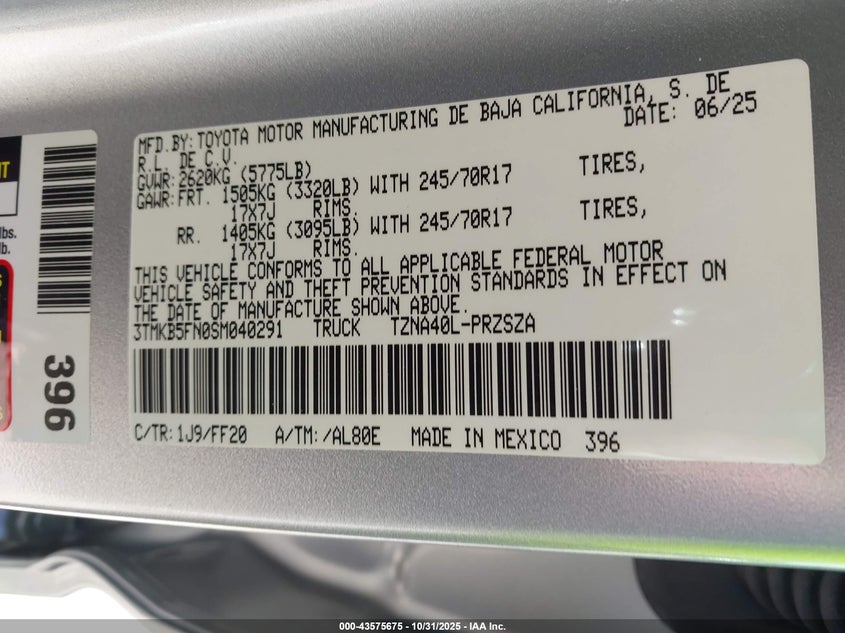 MFD.BY:TOYOTA MOTOR MANUFACTURING DE BAJA CALIFORNIA, S. DE
R.L. DE C.V. DATE: 06/25
GVWR:2620KG (5775LB)
GAWR:FRT. 1505KG (3320LB) WITH 245/70R17 TIRES,
17X7J RIMS.
RR. 1405KG (3095LB) WITH 245/70R17 TIRES,
17X7J RIMS.
THIS VEHICLE CONFORMS TO ALL APPLICABLE FEDERAL MOTOR
VEHICLE SAFETY AND THEFT PREVENTION STANDARDS IN EFFECT ON
THE DATE OF MANUFACTURE SHOWN ABOVE.
3TMKB5FN0SM040291 TRUCK TZNA40L-PRZSZA
C/TR:1J9/FF20 A/TM:/AL80E MADE IN MEXICO 396
396
lbs.
lb.
000-43575675 - 10/31/2025 - IAA Inc.